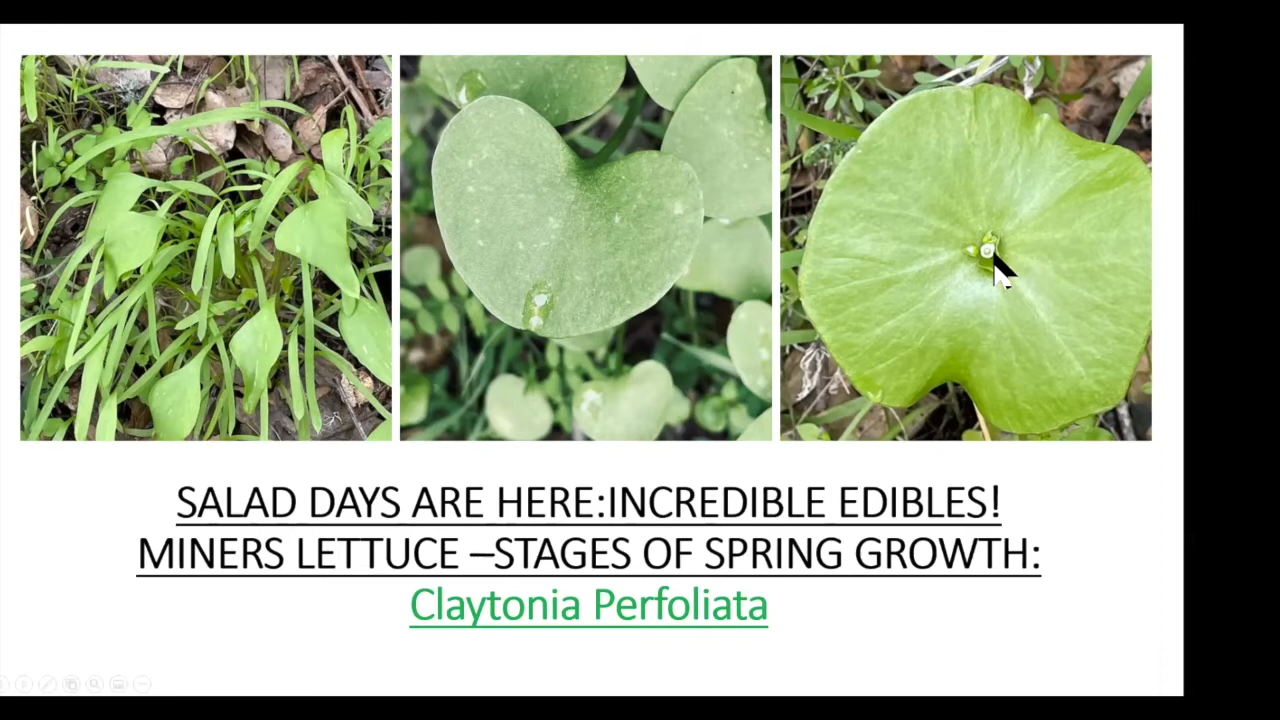 SALAD DAYS ARE HERE:INCREDIBLE EDIBLES!
MINERS LETTUCE –STAGES OF SPRING GROWTH:
Claytonia Perfoliata